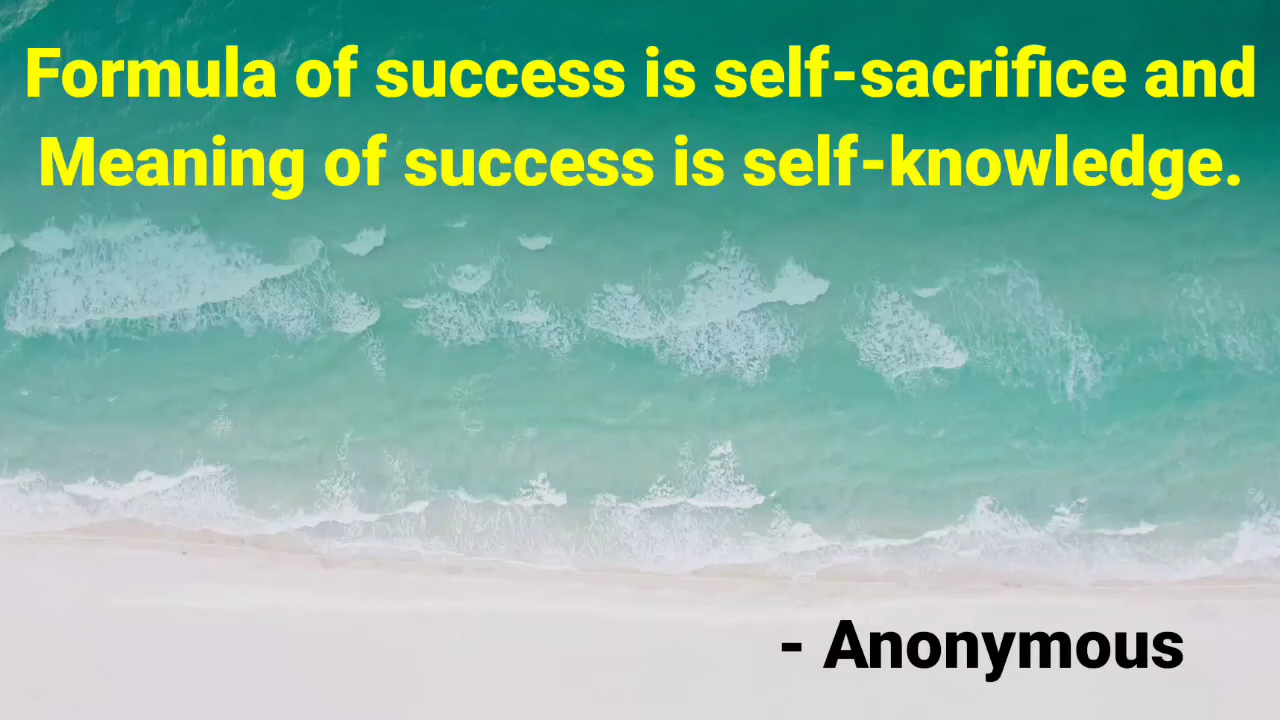 Formula of success is self-sacrifice and
Meaning of success is self-knowledge.
- Anonymous